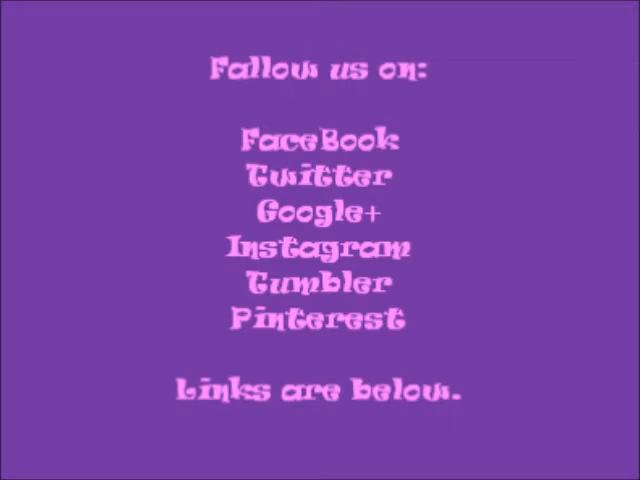 Fallow us on:
FaceBook
Twitter
Google+
Instagram
Tumbler
Pinterest
Links are below.